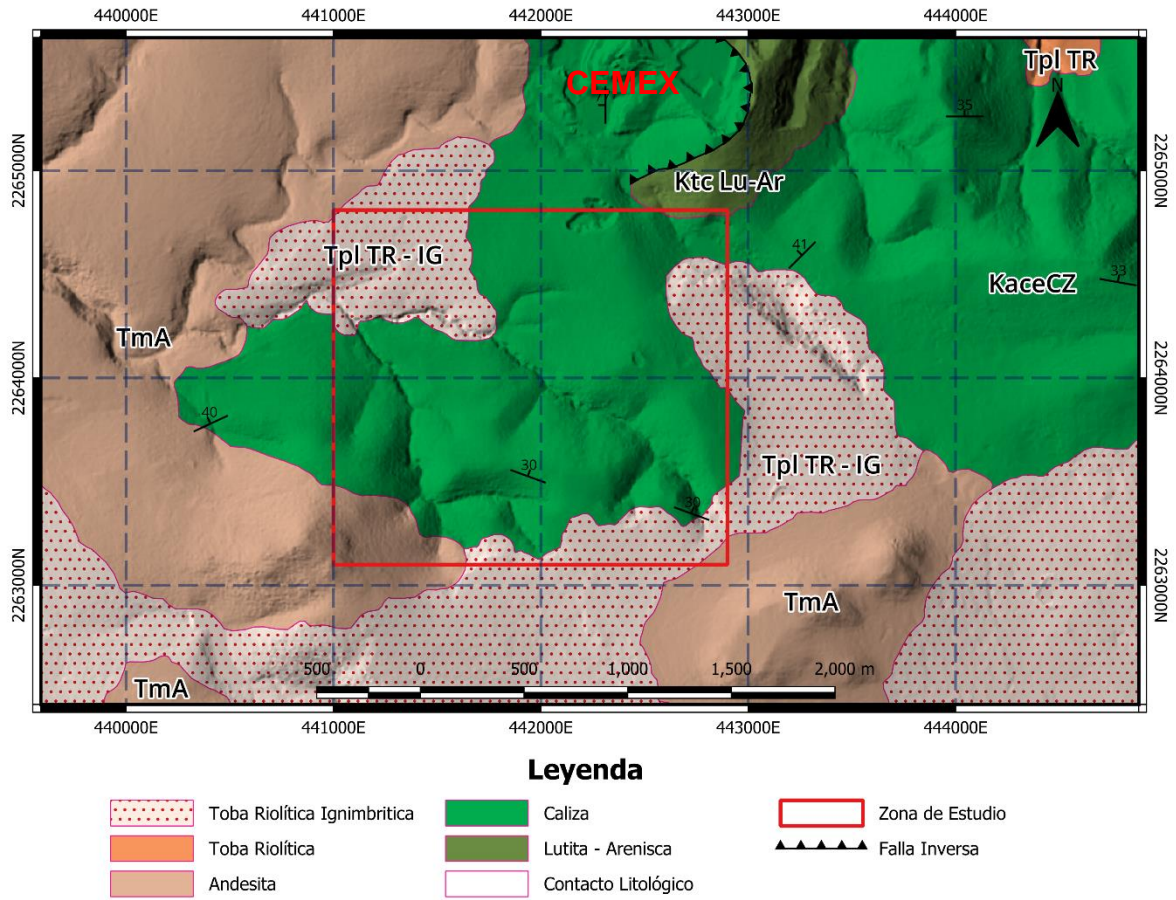 440000E 441000E 442000E 443000E 444000E
CEMEX
Tpl TR
N
35
2265000N
2265000N
Ktc Lu-Ar
Tpl TR - IG
41
KaceCZ
33
TmA
2264000N
2264000N
40
30
Tpl TR - IG
30
2263000N
2263000N
TmA
TmA
500 0 500 1,000 1,500 2,000 m
440000E 441000E 442000E 443000E 444000E
Leyenda
Toba Riolítica Ignimbritica
Caliza
Zona de Estudio
Toba Riolítica
Lutita - Arenisca
Falla Inversa
Andesita
Contacto Litológico